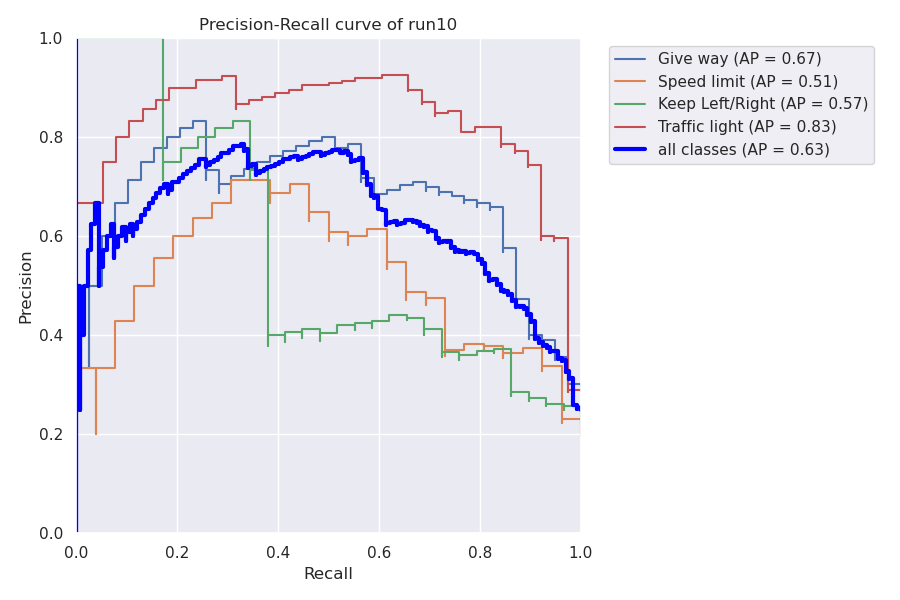 Precision-Recall curve of run10
1.0
0.8
0.6
0.4
0.2
0.0
Precision
0.0 0.2 0.4 0.6 0.8 1.0
Recall
Give way (AP = 0.67)
Speed limit (AP = 0.51)
Keep Left/Right (AP = 0.57)
Traffic light (AP = 0.83)
all classes (AP = 0.63)